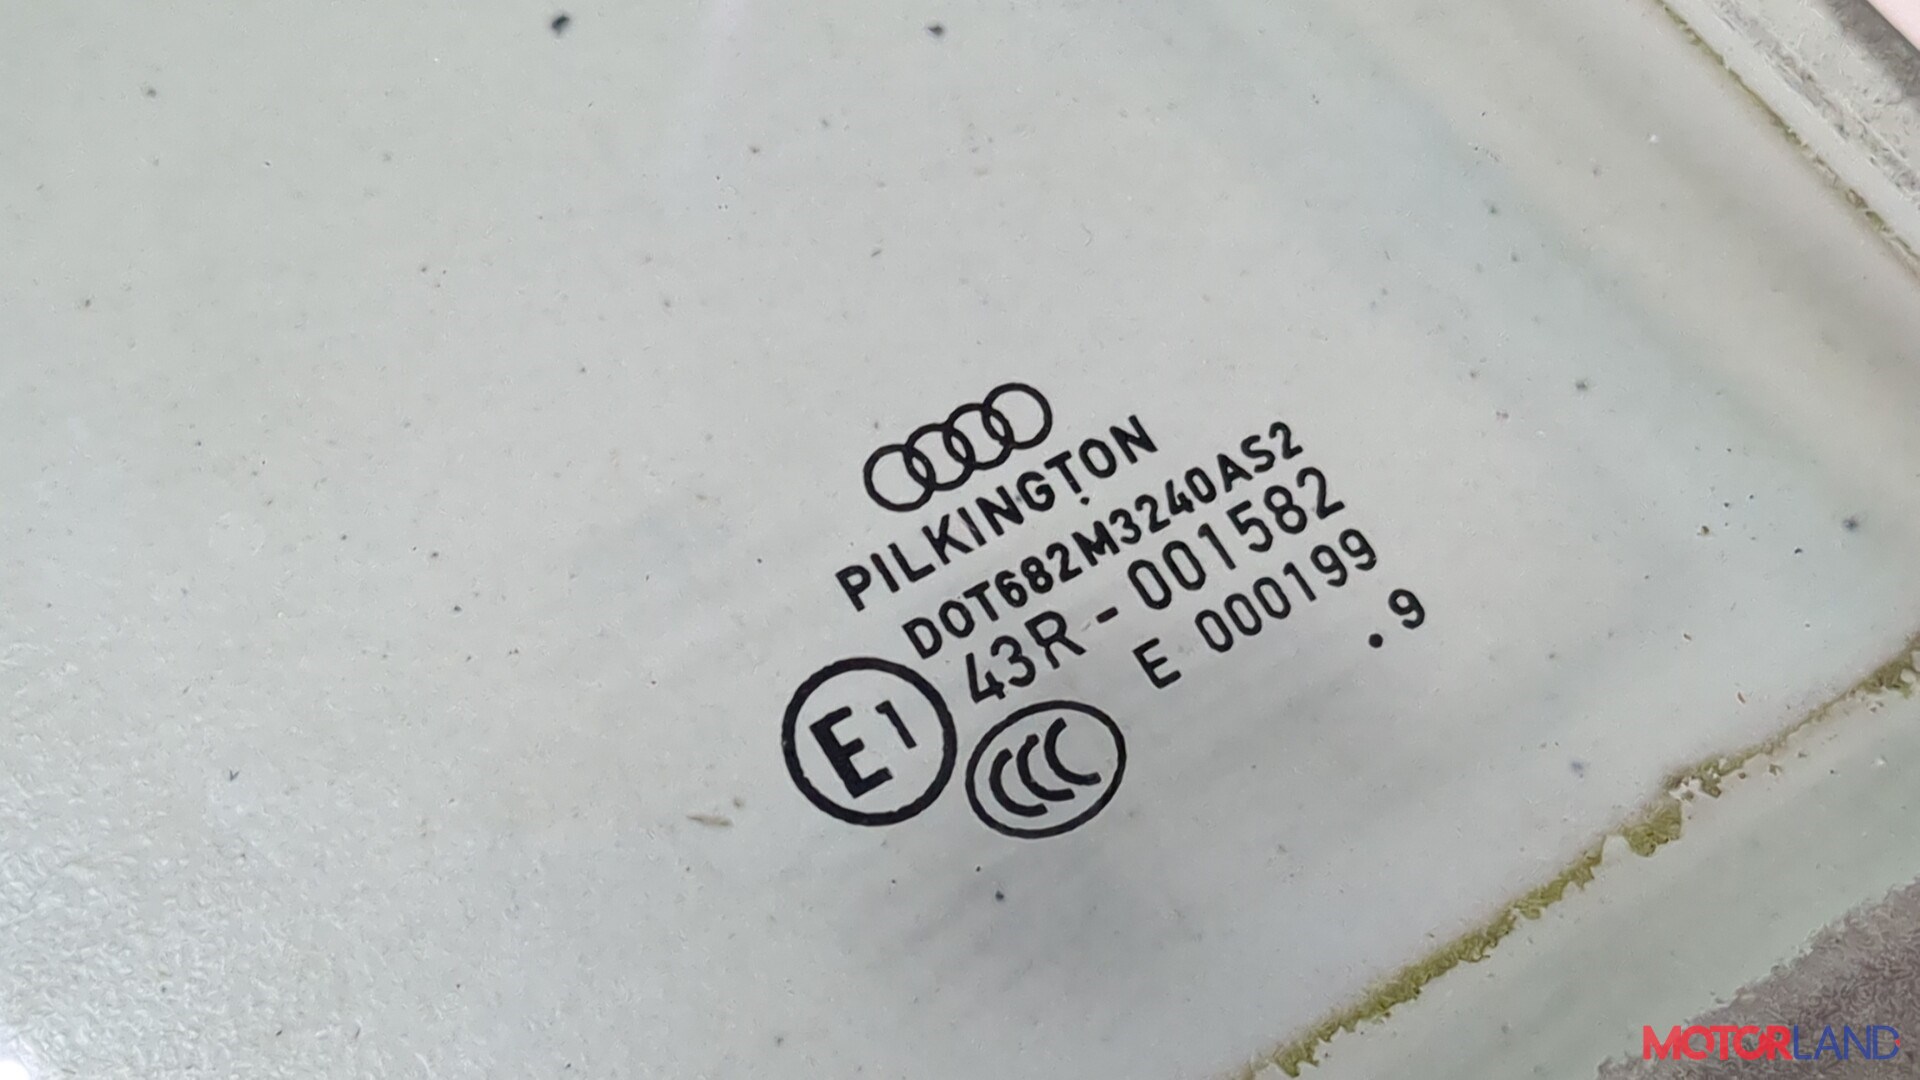 PILKINGTON
DOT682M3240AS2
43R-001582
E 000199
.9
E1
CCC
MOTORLAND